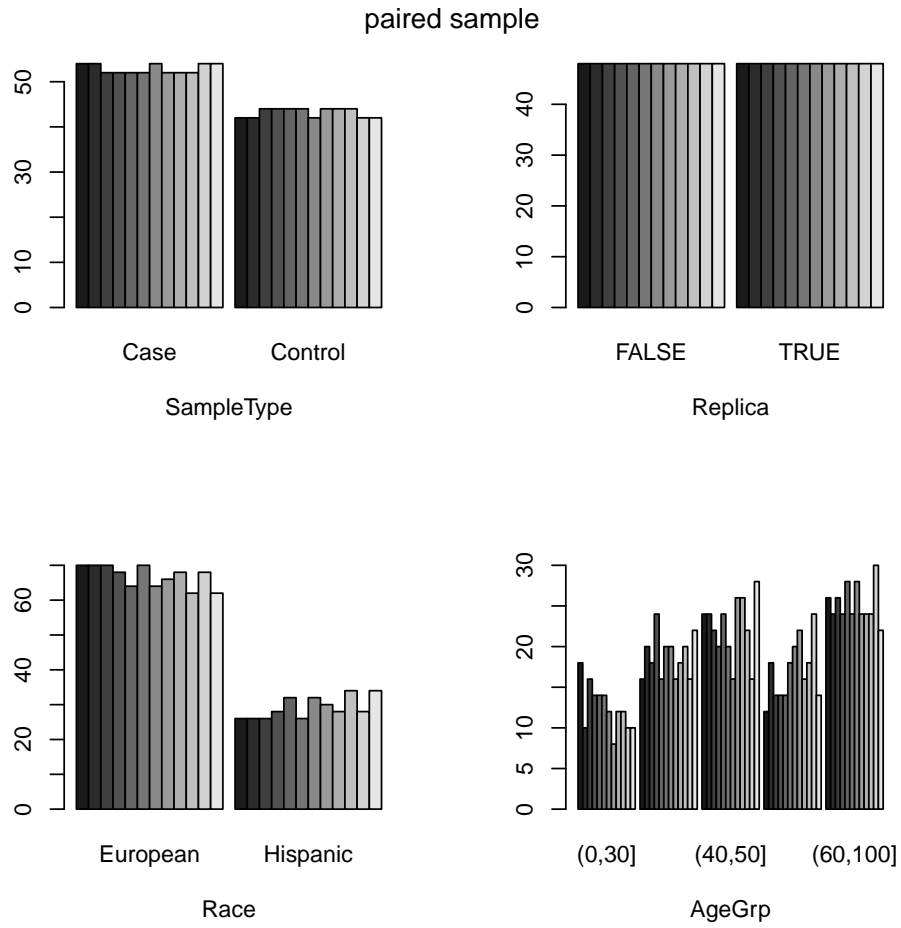 paired sample
50
30
10
0
Case Control
SampleType
40
30
20
10
0
FALSE TRUE
Replica
60
40
20
0
European Hispanic
Race
30
20
10
5
0
(0,30] (40,50] (60,100]
AgeGrp